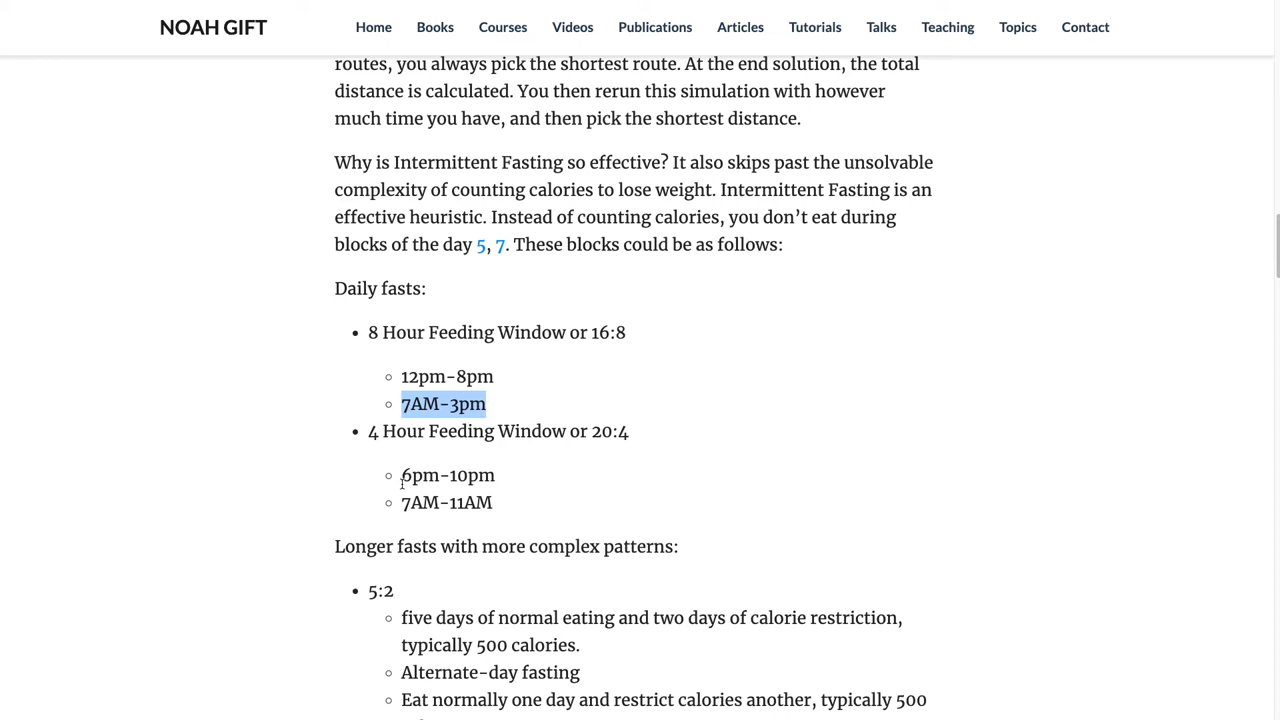 NOAH GIFT
Home Books Courses Videos Publications Articles Tutorials Talks Teaching Topics Contact
routes, you always pick the shortest route. At the end solution, the total
distance is calculated. You then rerun this simulation with however
much time you have, and then pick the shortest distance.
Why is Intermittent Fasting so effective? It also skips past the unsolvable
complexity of counting calories to lose weight. Intermittent Fasting is an
effective heuristic. Instead of counting calories, you don’t eat during
blocks of the day 5, 7. These blocks could be as follows:
Daily fasts:
• 8 Hour Feeding Window or 16:8
◦ 12pm-8pm
◦ 7AM-3pm
• 4 Hour Feeding Window or 20:4
◦ 6pm-10pm
◦ 7AM-11AM
Longer fasts with more complex patterns:
• 5:2
◦ five days of normal eating and two days of calorie restriction,
typically 500 calories.
◦ Alternate-day fasting
◦ Eat normally one day and restrict calories another, typically 500